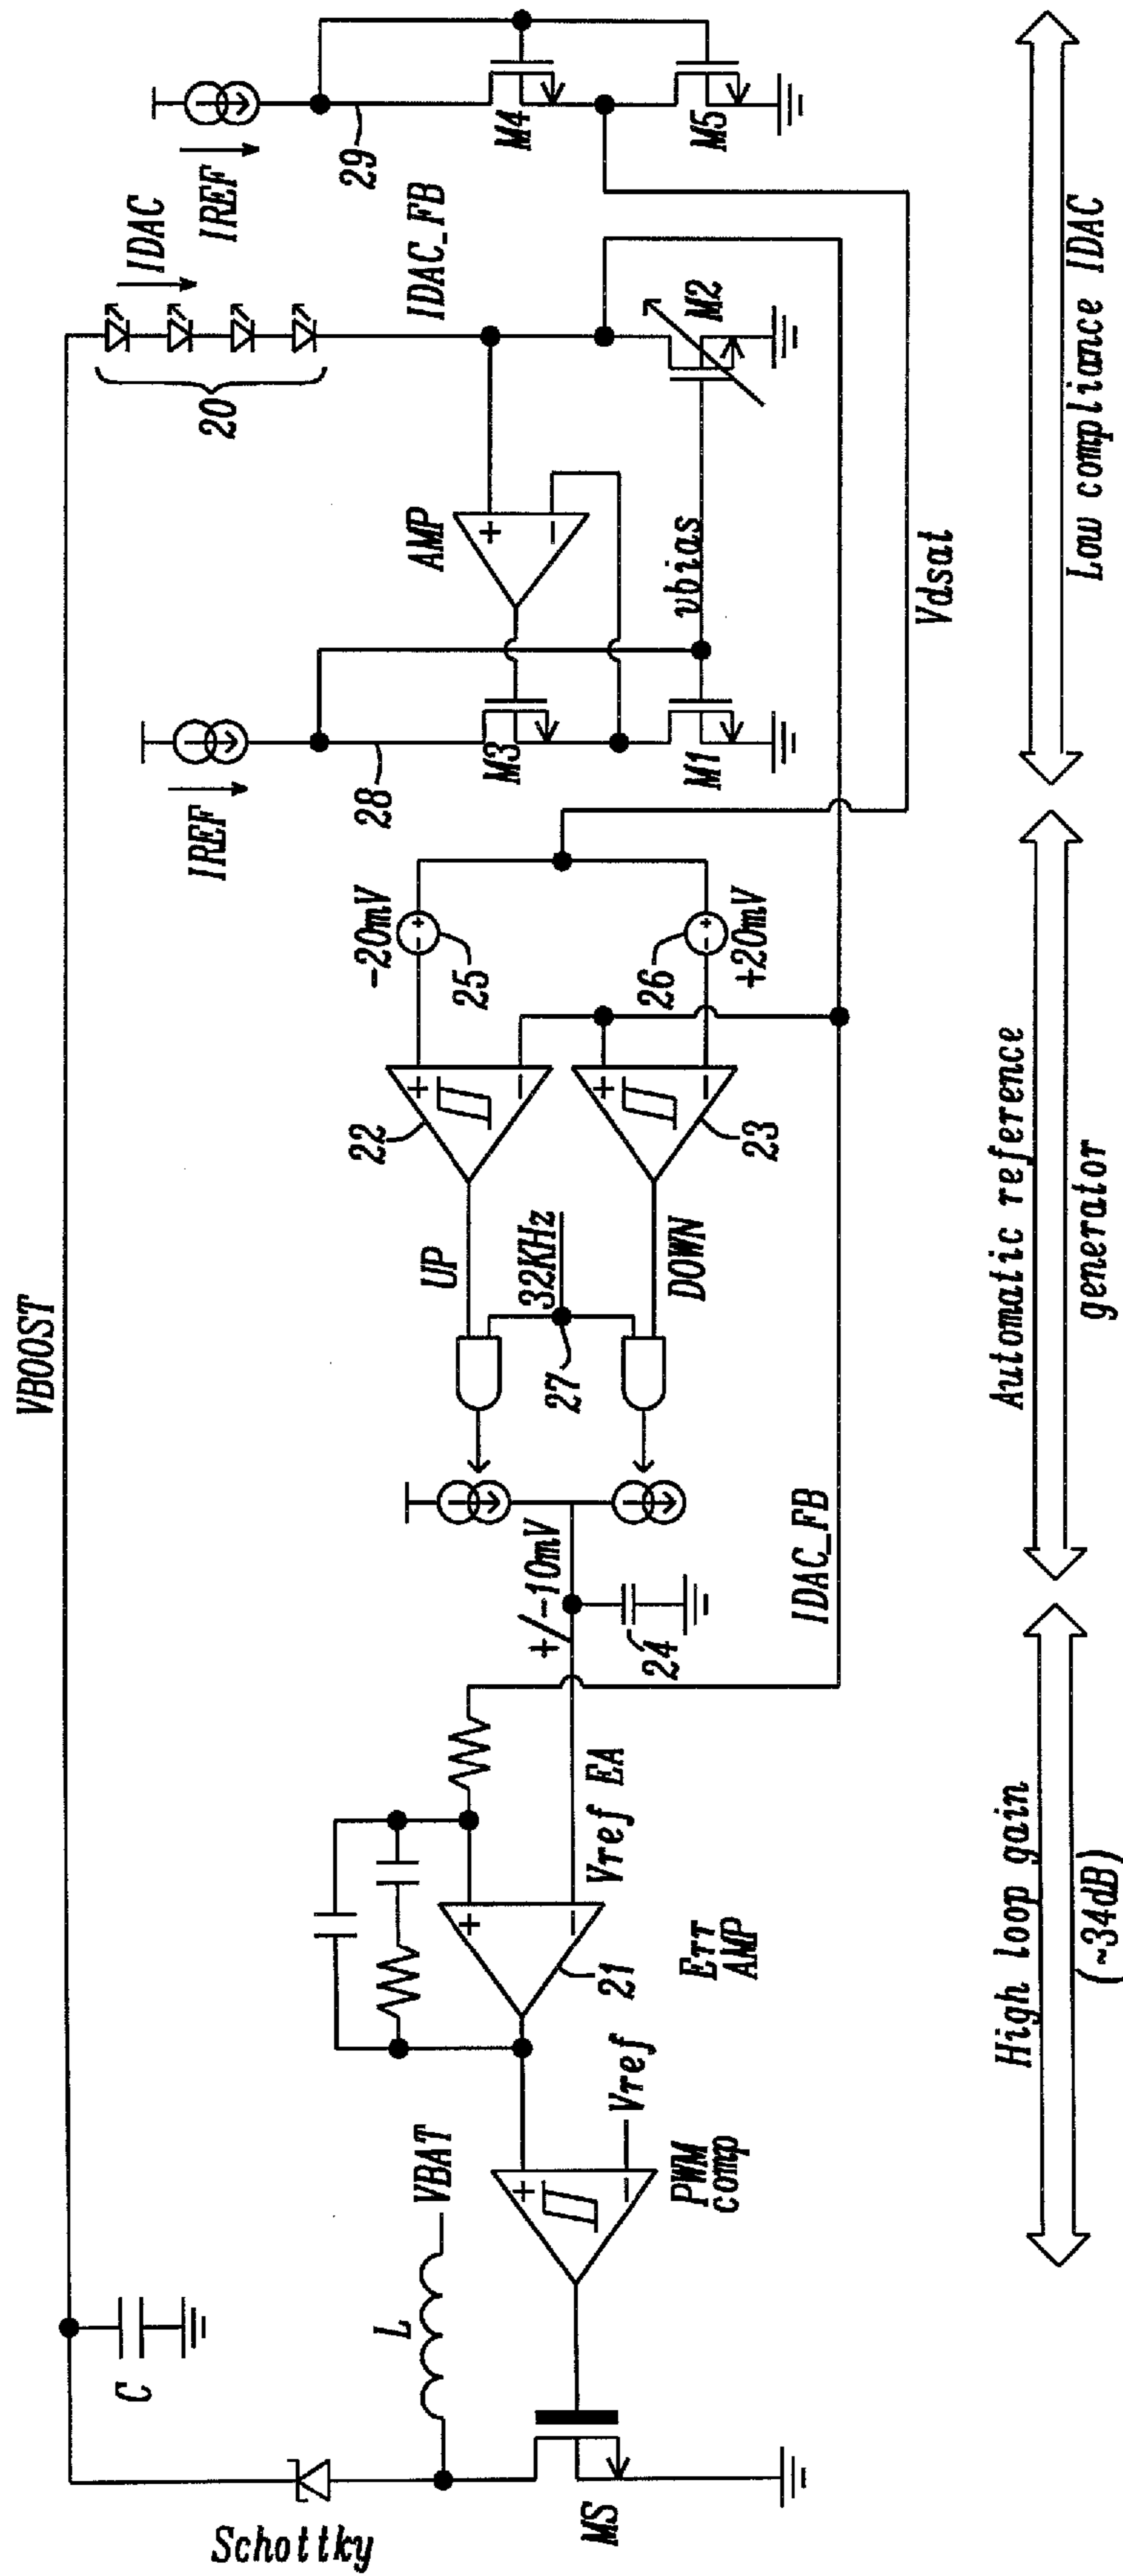 VBOOST
Schottky
C
L
VBAT
MS
PWM
comp
Vref
21
Err
AMP
Vref EA
+/-10mV
24
IDAC_FB
UP
32KHz
27
DOWN
22
23
-20mV
25
26
+20mV
Vdsat
IREF
28
M3
M1
AMP
vbias
20
IDAC
IDAC_FB
M2
IREF
29
M4
M5
High loop gain
(~34dB)
Automatic reference
generator
Low compliance IDAC